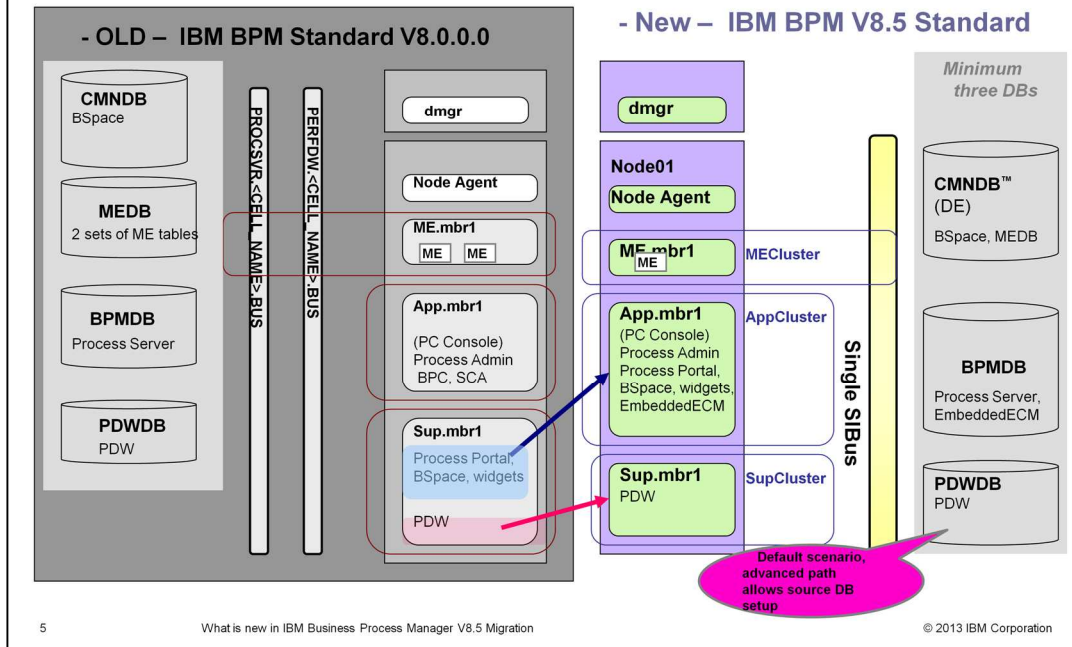 - OLD – IBM BPM Standard V8.0.0.0
CMNDB
BSpace
MEDB
2 sets of ME tables
BPMDB
Process Server
PDWDB
PDW
PROCSVR.<CELL_NAME>.BUS
PERFDW.<CELL_NAME>.BUS
dmgr
Node Agent
ME.mbr1
ME ME
App.mbr1
(PC Console)
Process Admin
BPC, SCA
Sup.mbr1
Process Portal,
BSpace, widgets
PDW
- New – IBM BPM V8.5 Standard
dmgr
Node01
Node Agent
ME.mbr1
ME
MECluster
App.mbr1
(PC Console)
Process Admin
Process Portal,
BSpace, widgets,
EmbeddedECM
AppCluster
Sup.mbr1
PDW
SupCluster
Single SIBus
Minimum
three DBs
CMNDB™
(DE)
BSpace, MEDB
BPMDB
Process Server,
EmbeddedECM
PDWDB
PDW
Default scenario,
advanced path
allows source DB
setup
5
What is new in IBM Business Process Manager V8.5 Migration
© 2013 IBM Corporation